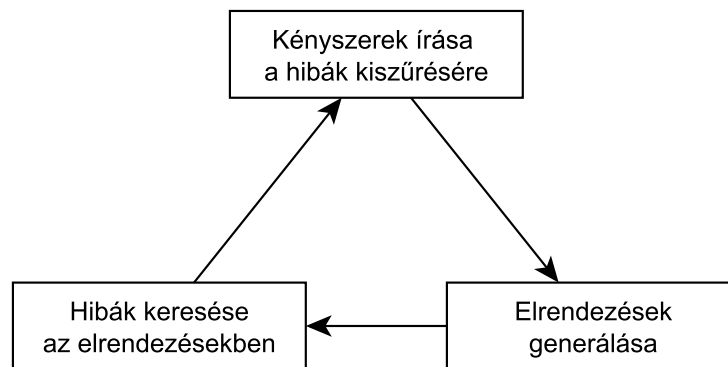 Kényszerek írása
a hibák kiszűrésére
Hibák keresése
az elrendezésekben
Elrendezések
generálása